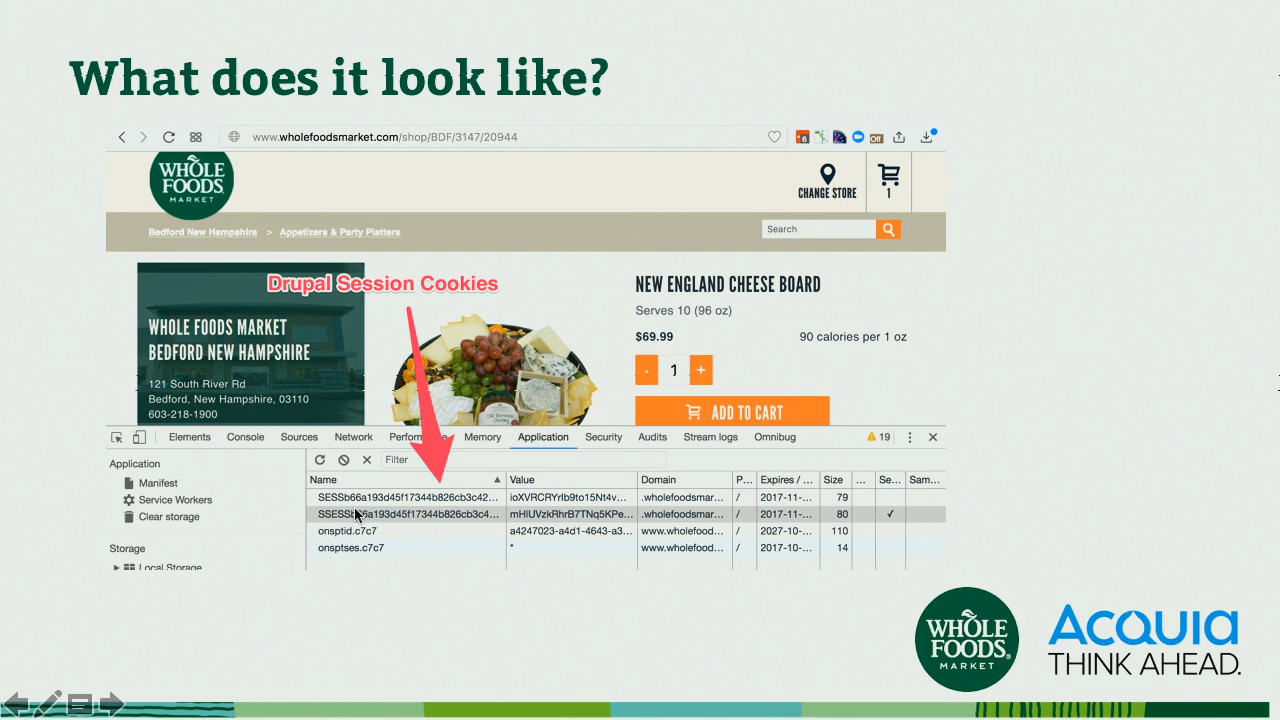 What does it look like?
www.wholefoodsmarket.com/shop/BDF/3147/20944
6
Off
WHOLE
FOODS
MARKET
CHANGE STORE
1
Bedford New Hampshire > Appetizers & Party Platters
Search
Drupal Session Cookies
WHOLE FOODS MARKET
BEDFORD NEW HAMPSHIRE
121 South River Rd
Bedford, New Hampshire, 03110
603-218-1900
NEW ENGLAND CHEESE BOARD
Serves 10 (96 oz)
$69.99 90 calories per 1 oz
- 1 +
ADD TO CART
Elements Console Sources Network Memory Application Security Audits Stream logs Omnibug 19
Filter
Application
Manifest
Service Workers
Clear storage
Storage
Local Storage
Name Value Domain P... Expires / ... Size ... Se... Sam...
SESSb66a193d45f17344b826cb3c42... ioXVRCRYrIb9to15Nt4v... .wholefoodsmar... / 2017-11-... 79
mHIUVzkRhrB7TNq5KPe... .wholefoodsmar... / 2017-11-... 80 ✓
onsptid.c7c7 a4247023-a4d1-4643-a3... www.wholefood... / 2027-10-... 110
onsptses.c7c7 * www.wholefood... / 2017-10-... 14
WHOLE
FOODS®
MARKET
ACQUIA
THINK AHEAD.